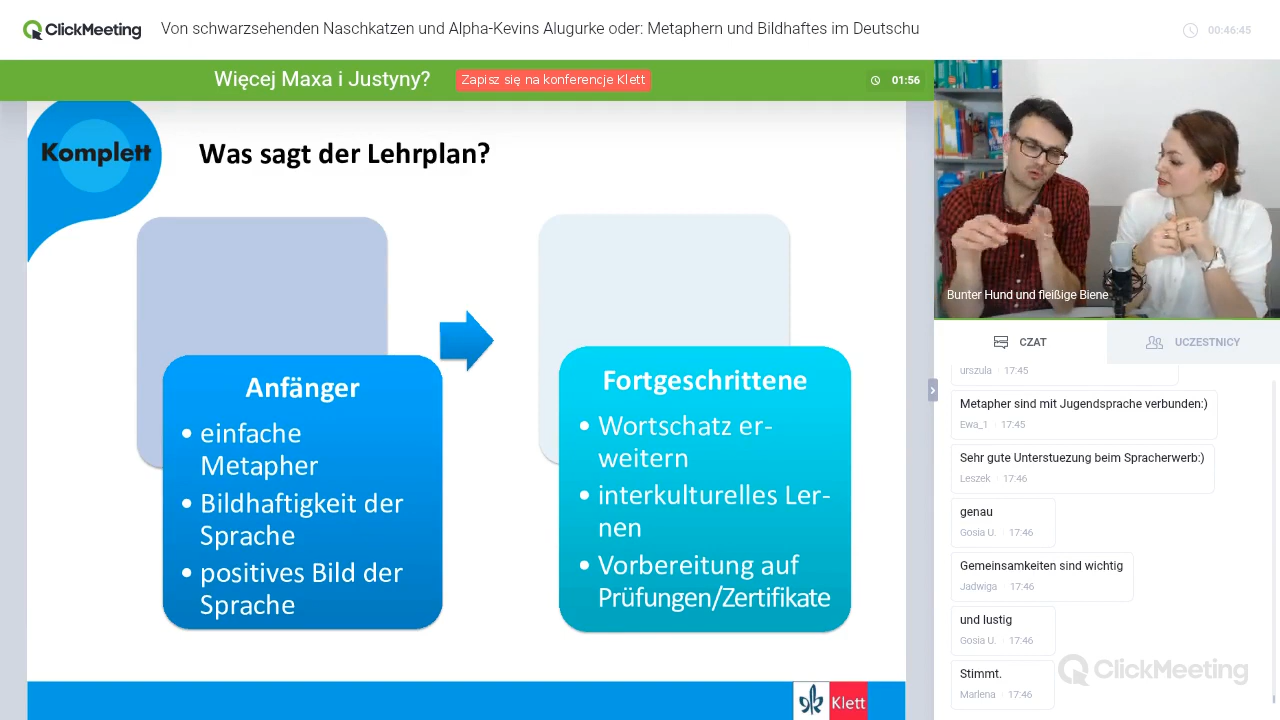 ClickMeeting
Von schwarzsehenden Naschkatzen und Alpha-Kevins Alugurke oder: Metaphern und Bildhaftes im Deutschu
00:46:45
Więcej Maxa i Justyny?
Zapisz się na konferencje Klett
01:56
Komplett
Was sagt der Lehrplan?
Anfänger
• einfache
Metapher
• Bildhaftigkeit der
Sprache
• positives Bild der
Sprache
Fortgeschrittene
• Wortschatz er-
weitern
• interkulturelles Ler-
nen
• Vorbereitung auf
Prüfungen/Zertifikate
Klett
Bunter Hund und fleißige Biene
CZAT
UCZESTNICY
urszula 17:45
Metapher sind mit Jugendsprache verbunden:)
Ewa_1 17:45
Sehr gute Unterstuezung beim Spracherwerb:)
Leszek 17:46
genau
Gosia U. 17:46
Gemeinsamkeiten sind wichtig
Jadwiga 17:46
und lustig
Gosia U. 17:46
Stimmt.
Marlena 17:46
ClickMeeting